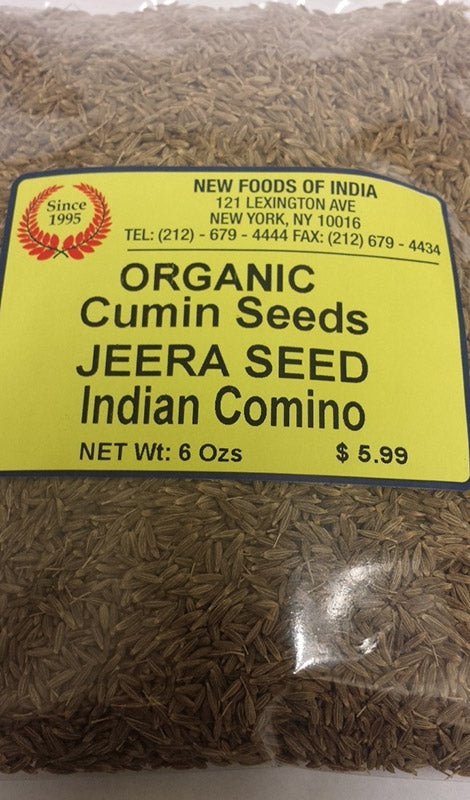 Since
1995
NEW FOODS OF INDIA
121 LEXINGTON AVE
NEW YORK, NY 10016
TEL: (212) - 679 - 4444 FAX: (212) 679 - 4434
ORGANIC
Cumin Seeds
JEERA SEED
Indian Comino
NET Wt: 6 Ozs $ 5.99